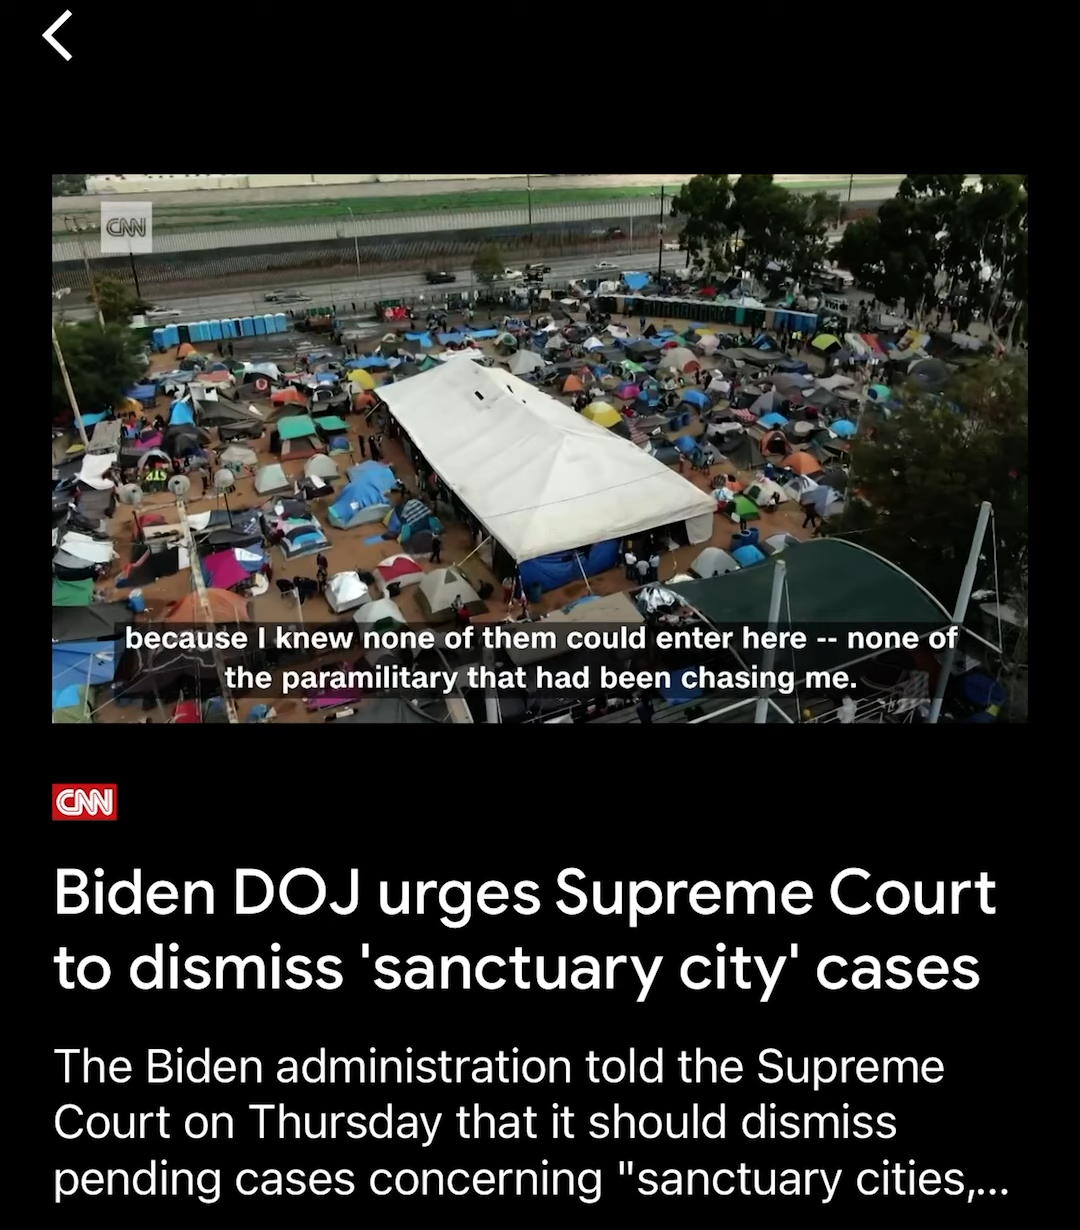 CNN
because I knew none of them could enter here -- none of
the paramilitary that had been chasing me.
CNN
Biden DOJ urges Supreme Court
to dismiss 'sanctuary city' cases
The Biden administration told the Supreme
Court on Thursday that it should dismiss
pending cases concerning "sanctuary cities,...